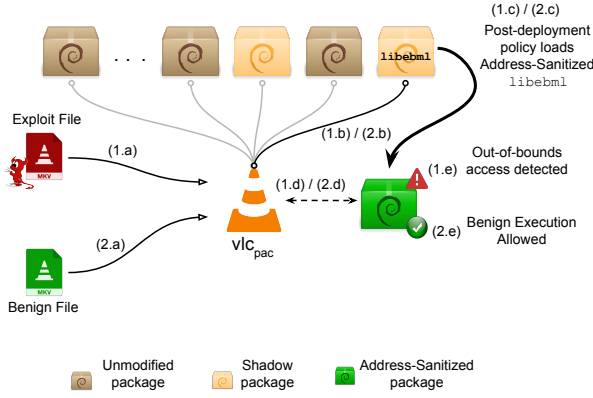 (1.c) / (2.c)
Post-deployment
policy loads
Address-Sanitized
libebml
. . .
libebml
Exploit File
MKV
(1.a)
(1.b) / (2.b)
Out-of-bounds
access detected
(1.e)
(1.d) / (2.d)
(2.a)
Benign Execution
Allowed
(2.e)
vlcpac
MKV
Benign File
Unmodified
package
Shadow
package
Address-Sanitized
package